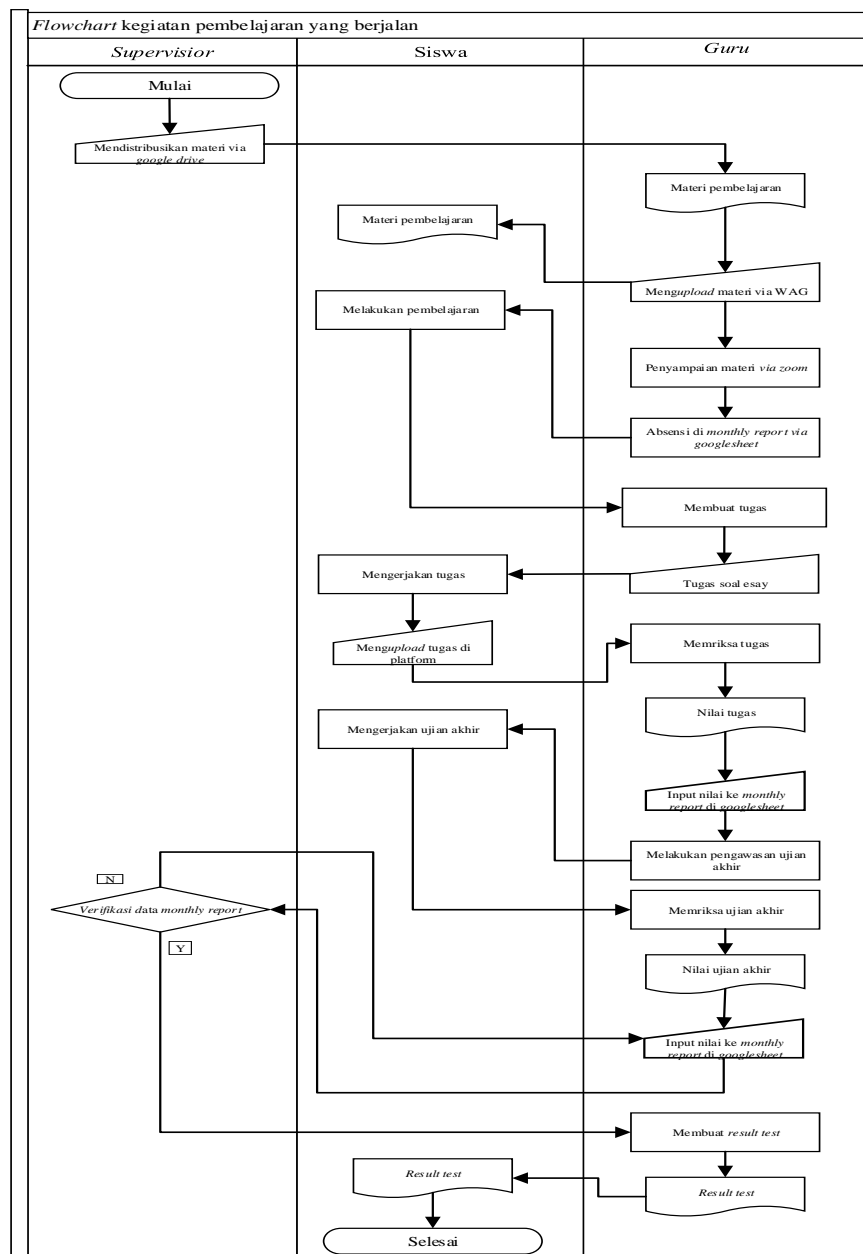 Flowchart kegiatan pembelajaran yang berjalan
Supervisior
Siswa
Guru
Mulai
Mendistribusikan materi via
google drive
Materi pembelajaran
Materi pembelajaran
Mengupload materi via WAG
Melakukan pembelajaran
Penyampaian materi via zoom
Absensi di monthly report via
googlesheet
Membuat tugas
Mengerjakan tugas
Tugas soal esay
Mengupload tugas di
platform
Memriksa tugas
Nilai tugas
Mengerjakan ujian akhir
Input nilai ke monthly
report di googlesheet
Melakukan pengawasan ujian
akhir
N
Verifikasi data monthly report
Memriksa ujian akhir
Y
Nilai ujian akhir
Input nilai ke monthly
report di googlesheet
Membuat result test
Result test
Result test
Selesai